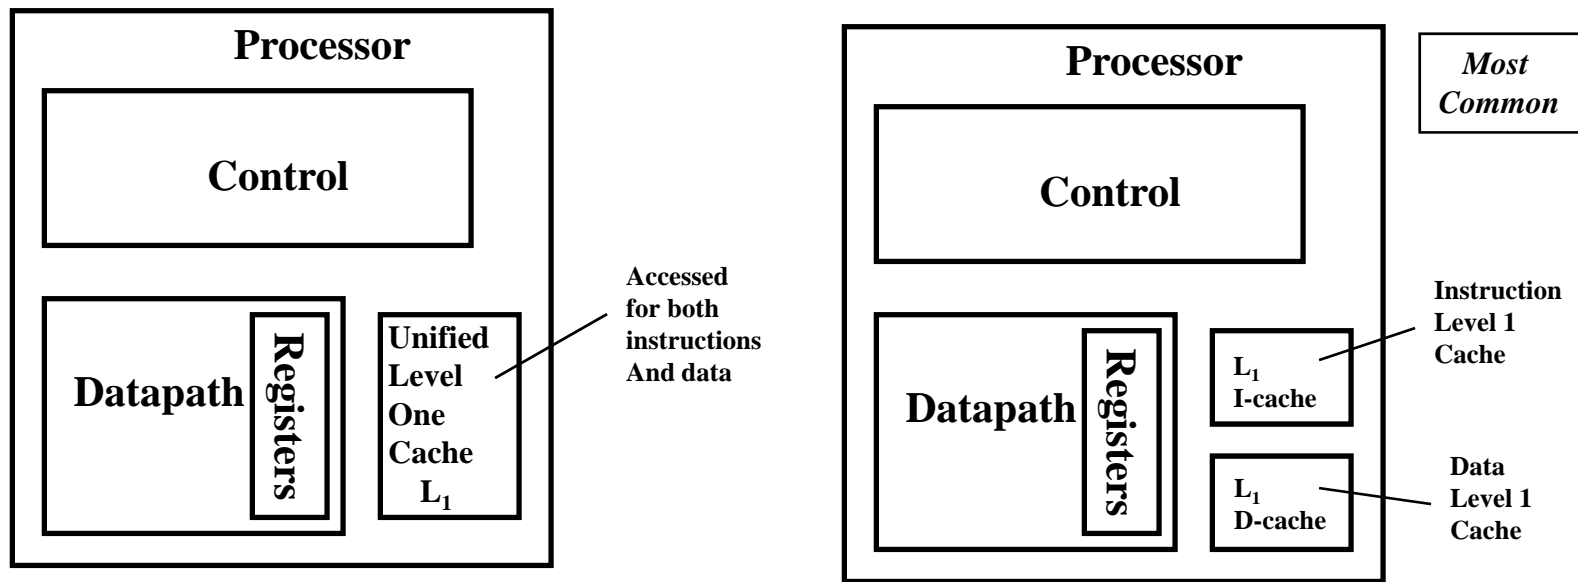 Processor
Control
Datapath
Registers
Unified
Level
One
Cache
L₁
Accessed
for both
instructions
And data
Processor
Most
Common
Control
Datapath
Registers
L₁
I-cache
Instruction
Level 1
Cache
L₁
D-cache
Data
Level 1
Cache